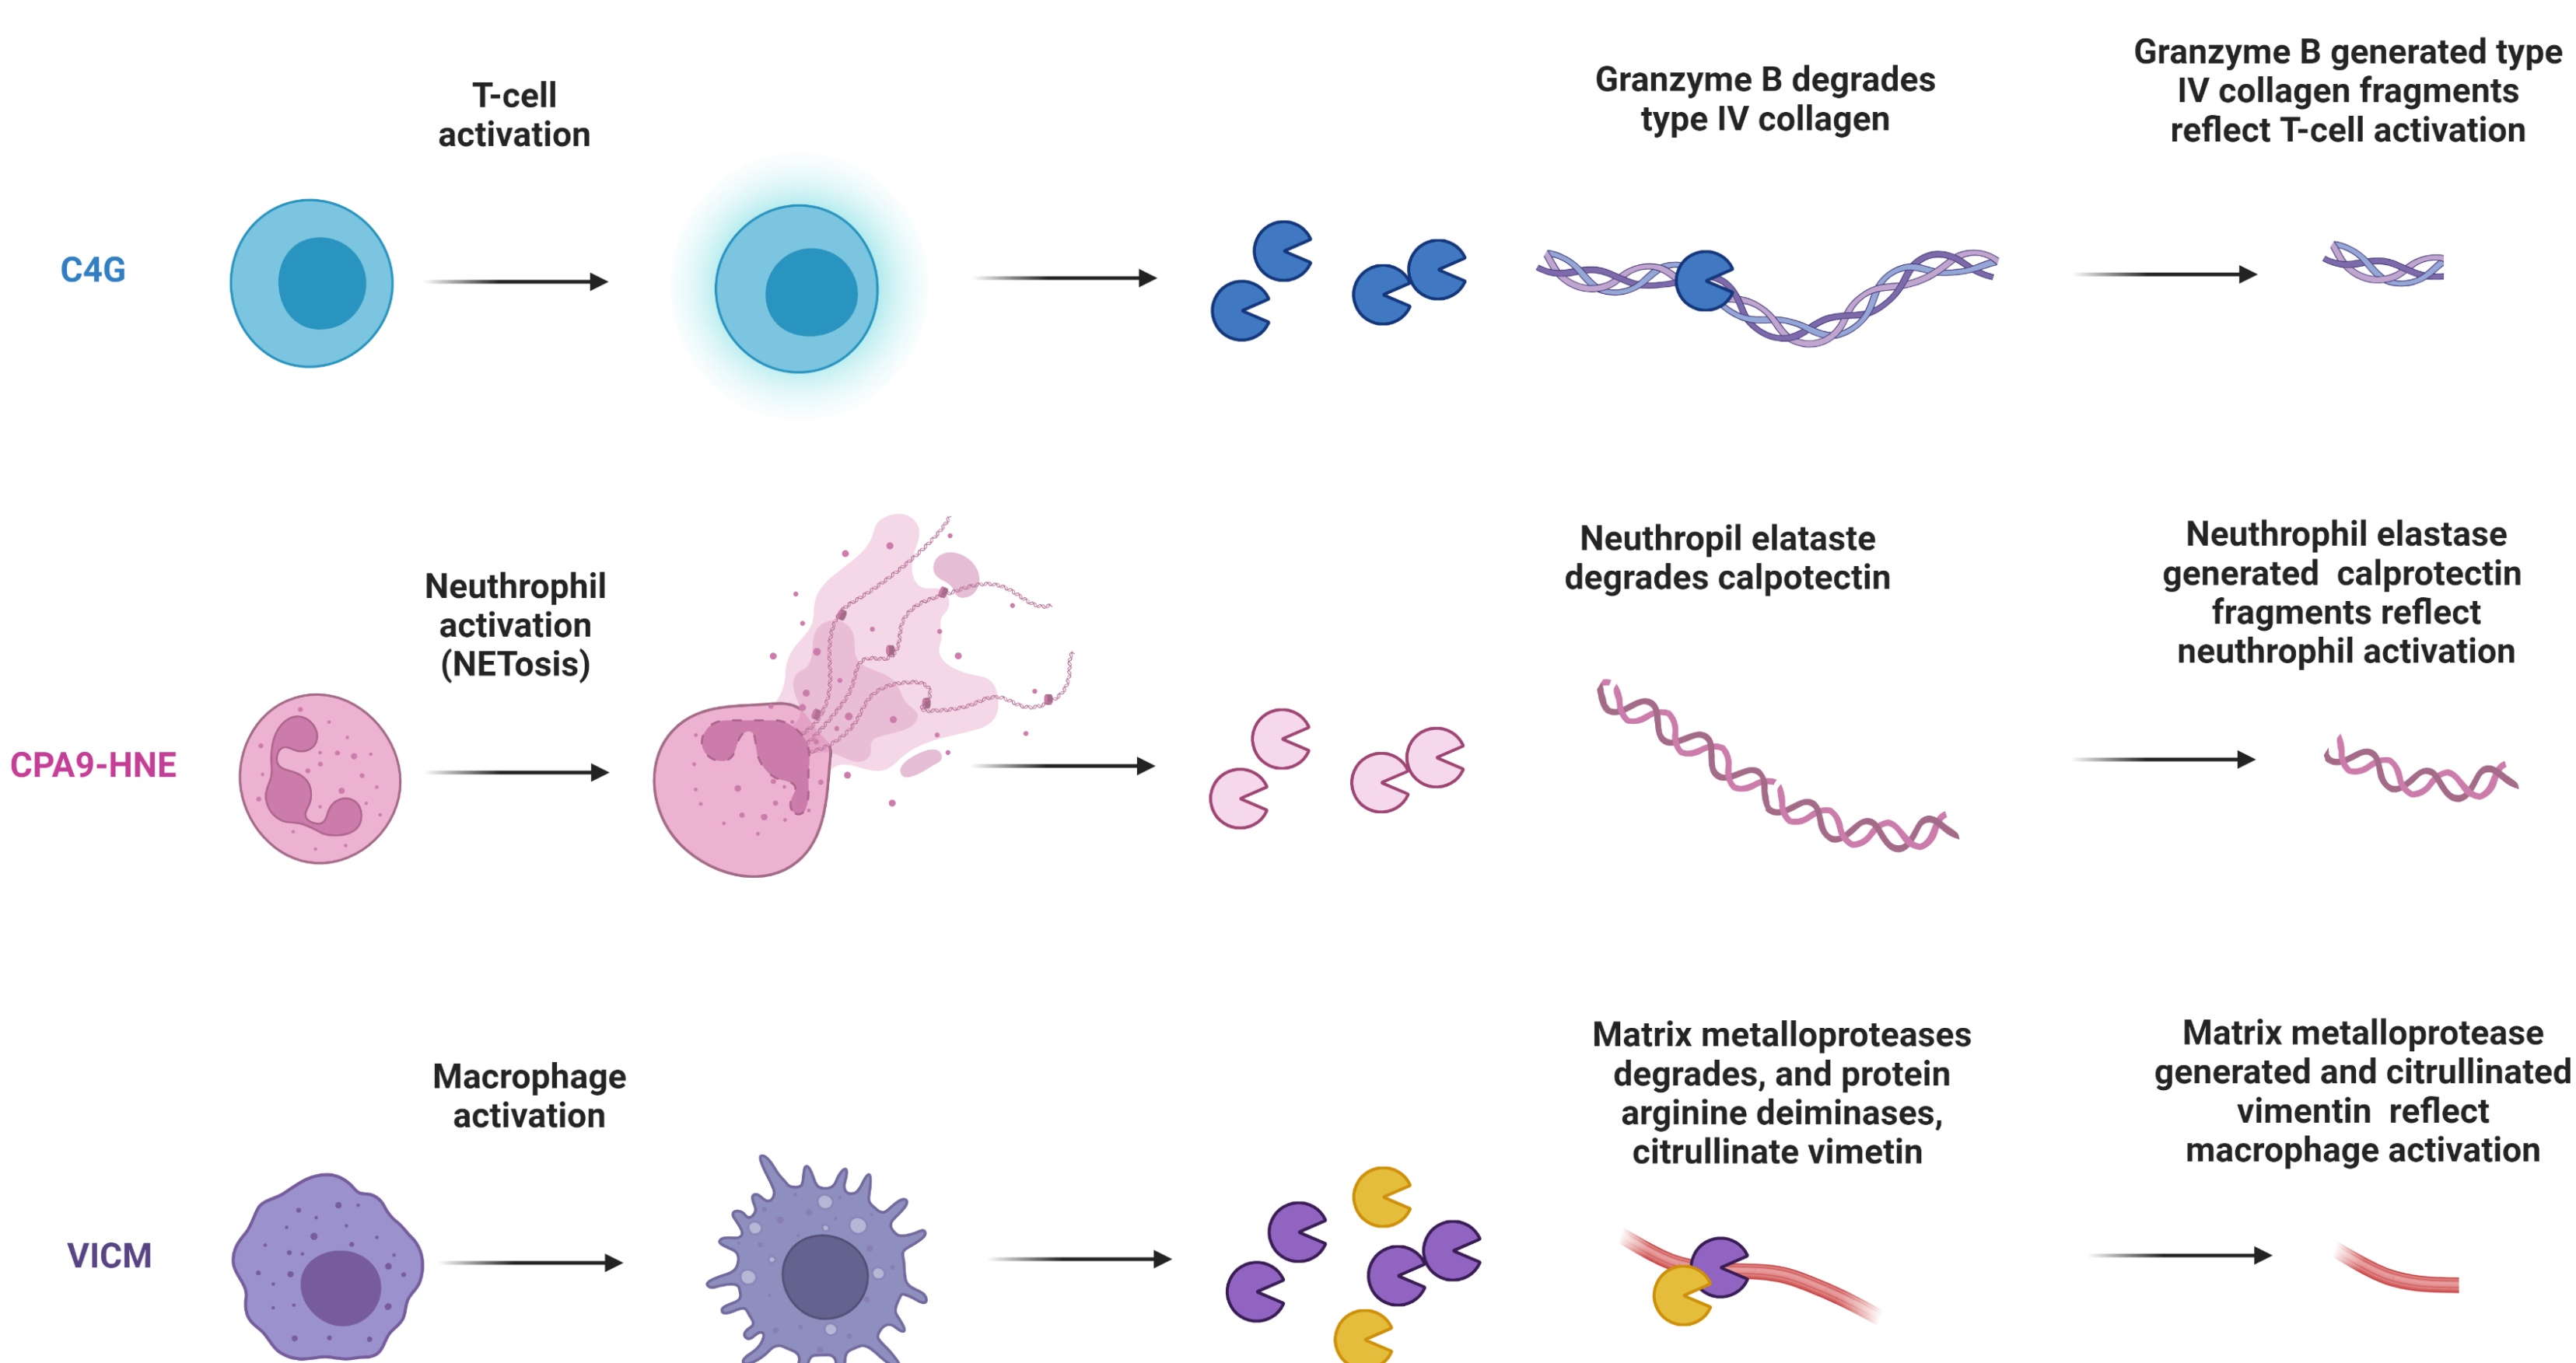 T-cell
activation
Granzyme B degrades
type IV collagen
Granzyme B generated type
IV collagen fragments
reflect T-cell activation
C4G
Neuthrophil
activation
(NETosis)
Neuthropil elataste
degrades calpotectin
Neuthrophil elastase
generated  calprotectin
fragments reflect
neuthrophil activation
CPA9-HNE
Macrophage
activation
Matrix metalloproteases
degrades, and protein
arginine deiminases,
citrullinate vimetin
Matrix metalloprotease
generated and citrullinated
vimentin  reflect
macrophage activation
VICM